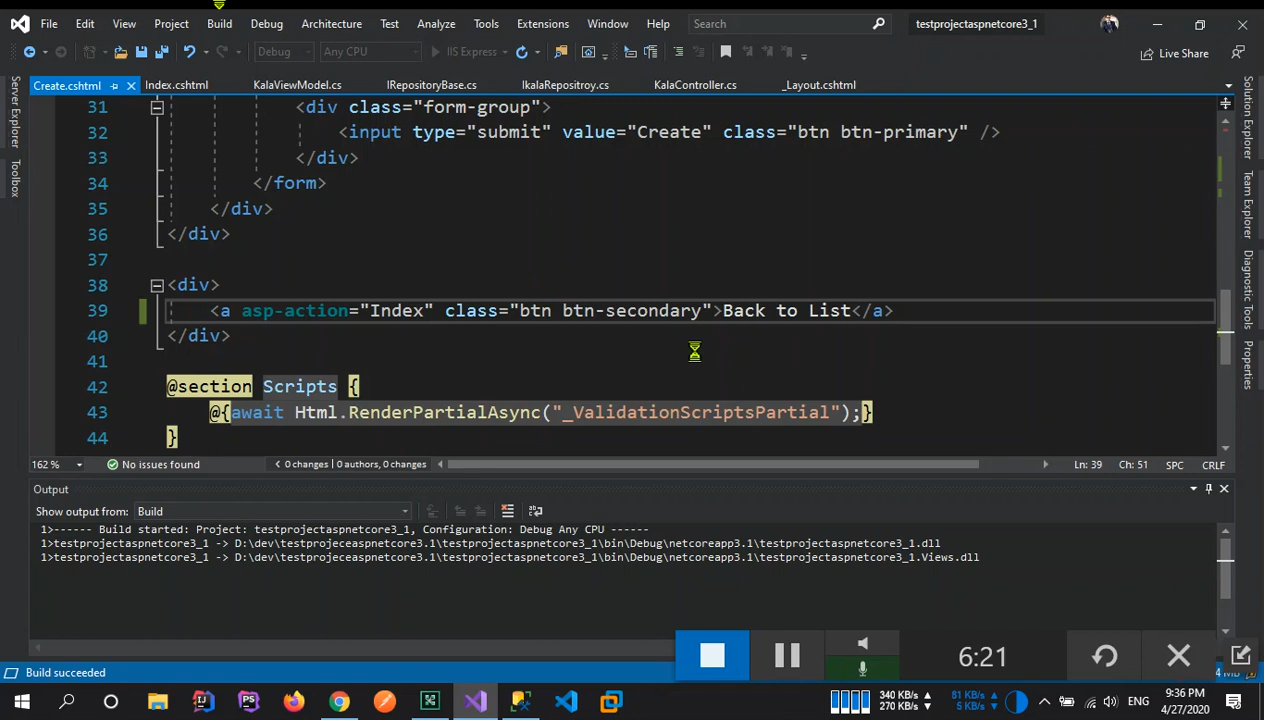 File Edit View Project Build Debug Team Debug Architecture Test Analyze Tools Extensions Window Help Search testprojectaspnetcore3_1
Debug Any CPU IIS Express Live Share
Create.cshtml Index.cshtml KalaViewModel.cs IRepositoryBase.cs IkalaRepositroy.cs KalaController.cs _Layout.cshtml
Server Explorer
Toolbox
Solution Explorer
Team Explorer
Diagnostic Tools
Properties
31 <div class="form-group">
32 <input type="submit" value="Create" class="btn btn-primary" />
33 </div>
34 </form>
35 </div>
36 </div>
37
38 <div>
39 <a asp-action="Index" class="btn btn-secondary">Back to List</a>
40 </div>
41
42 @section Scripts {
43 @{await Html.RenderPartialAsync("_ValidationScriptsPartial");}
44 }
162 % No issues found 0 changes | 0 authors, 0 changes Ln: 39 Ch: 51 SPC CRLF
Output
Show output from: Build
1>------ Build started: Project: testprojectaspnetcore3_1, Configuration: Debug Any CPU ------
1>testprojectaspnetcore3_1 -> D:\dev\testprojeceaspnetcore3.1\testprojectaspnetcore3_1\bin\Debug\netcoreapp3.1\testprojectaspnetcore3_1.dll
1>testprojectaspnetcore3_1 -> D:\dev\testprojeceaspnetcore3.1\testprojectaspnetcore3_1\bin\Debug\netcoreapp3.1\testprojectaspnetcore3_1.Views.dll
6:21
Build succeeded
4 MB
340 KB/s
270 KB/s
81 KB/s
5 KB/s
ENG
9:36 PM
4/27/2020